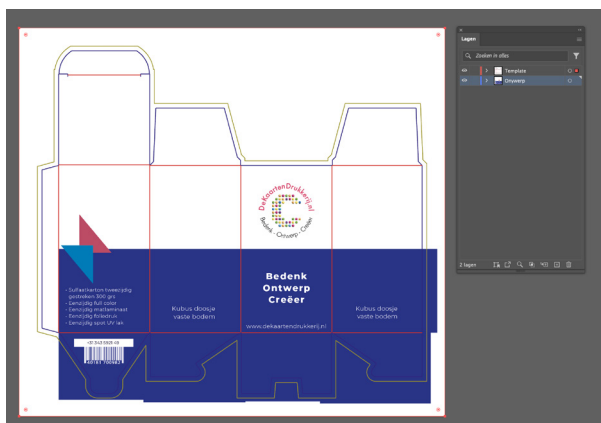 Lagen
Zoeken in alles
Template
Ontwerp
DeKaartenDrukkerij.nl
Bedenk - Ontwerp - Creëer
Bedenk
Ontwerp
Creëer
www.dekaartendrukkerij.nl
- Sulfaatkarton tweezijdig
gestreken 300 grs
- Eenzijdig full color
- Eenzijdig matlaminaat
- Eenzijdig foliedruk
- Eenzijdig spot UV lak
Kubus doosje
vaste bodem
Kubus doosje
vaste bodem
2 lagen